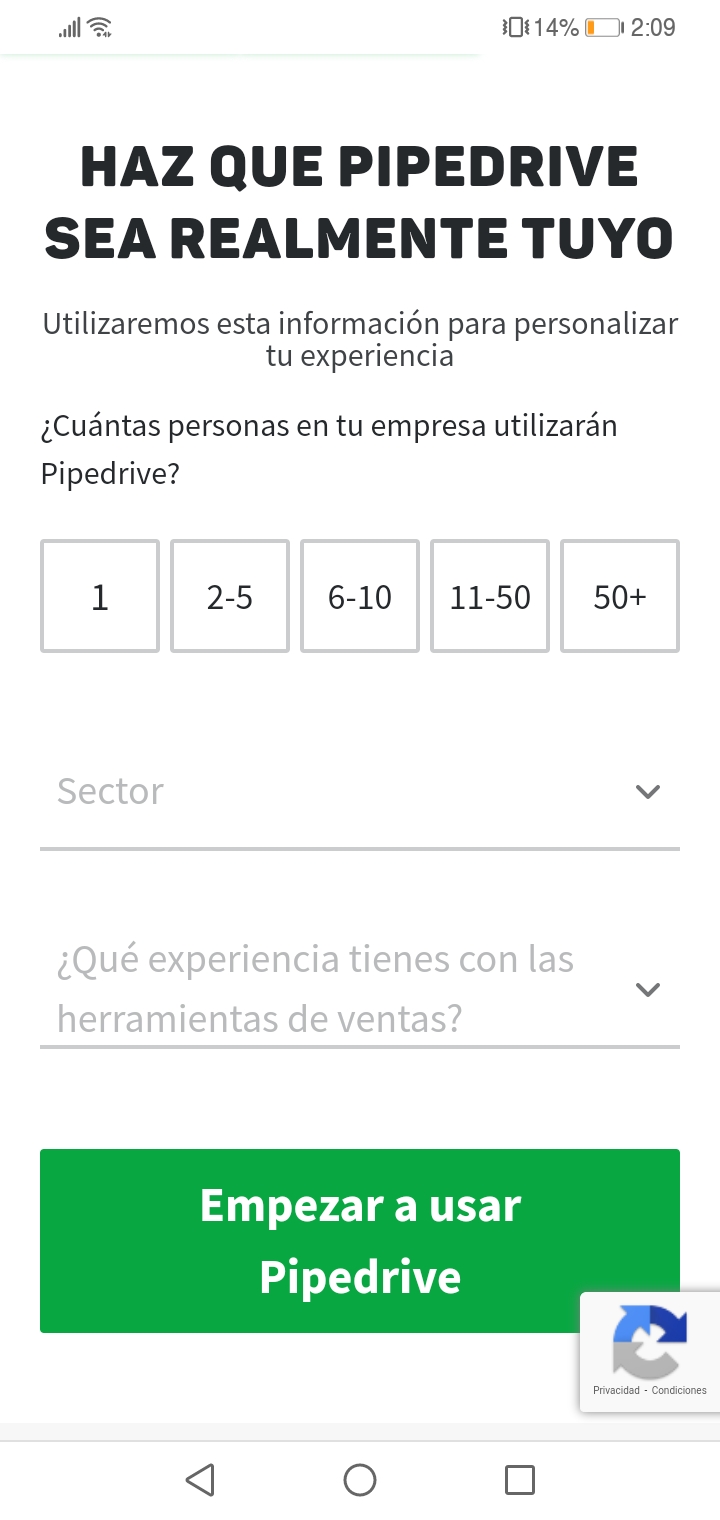 14% 2:09
HAZ QUE PIPEDRIVE
SEA REALMENTE TUYO
Utilizaremos esta información para personalizar
tu experiencia
¿Cuántas personas en tu empresa utilizarán
Pipedrive?
1 2-5 6-10 11-50 50+
Sector
¿Qué experiencia tienes con las
herramientas de ventas?
Empezar a usar
Pipedrive
Privacidad - Condiciones